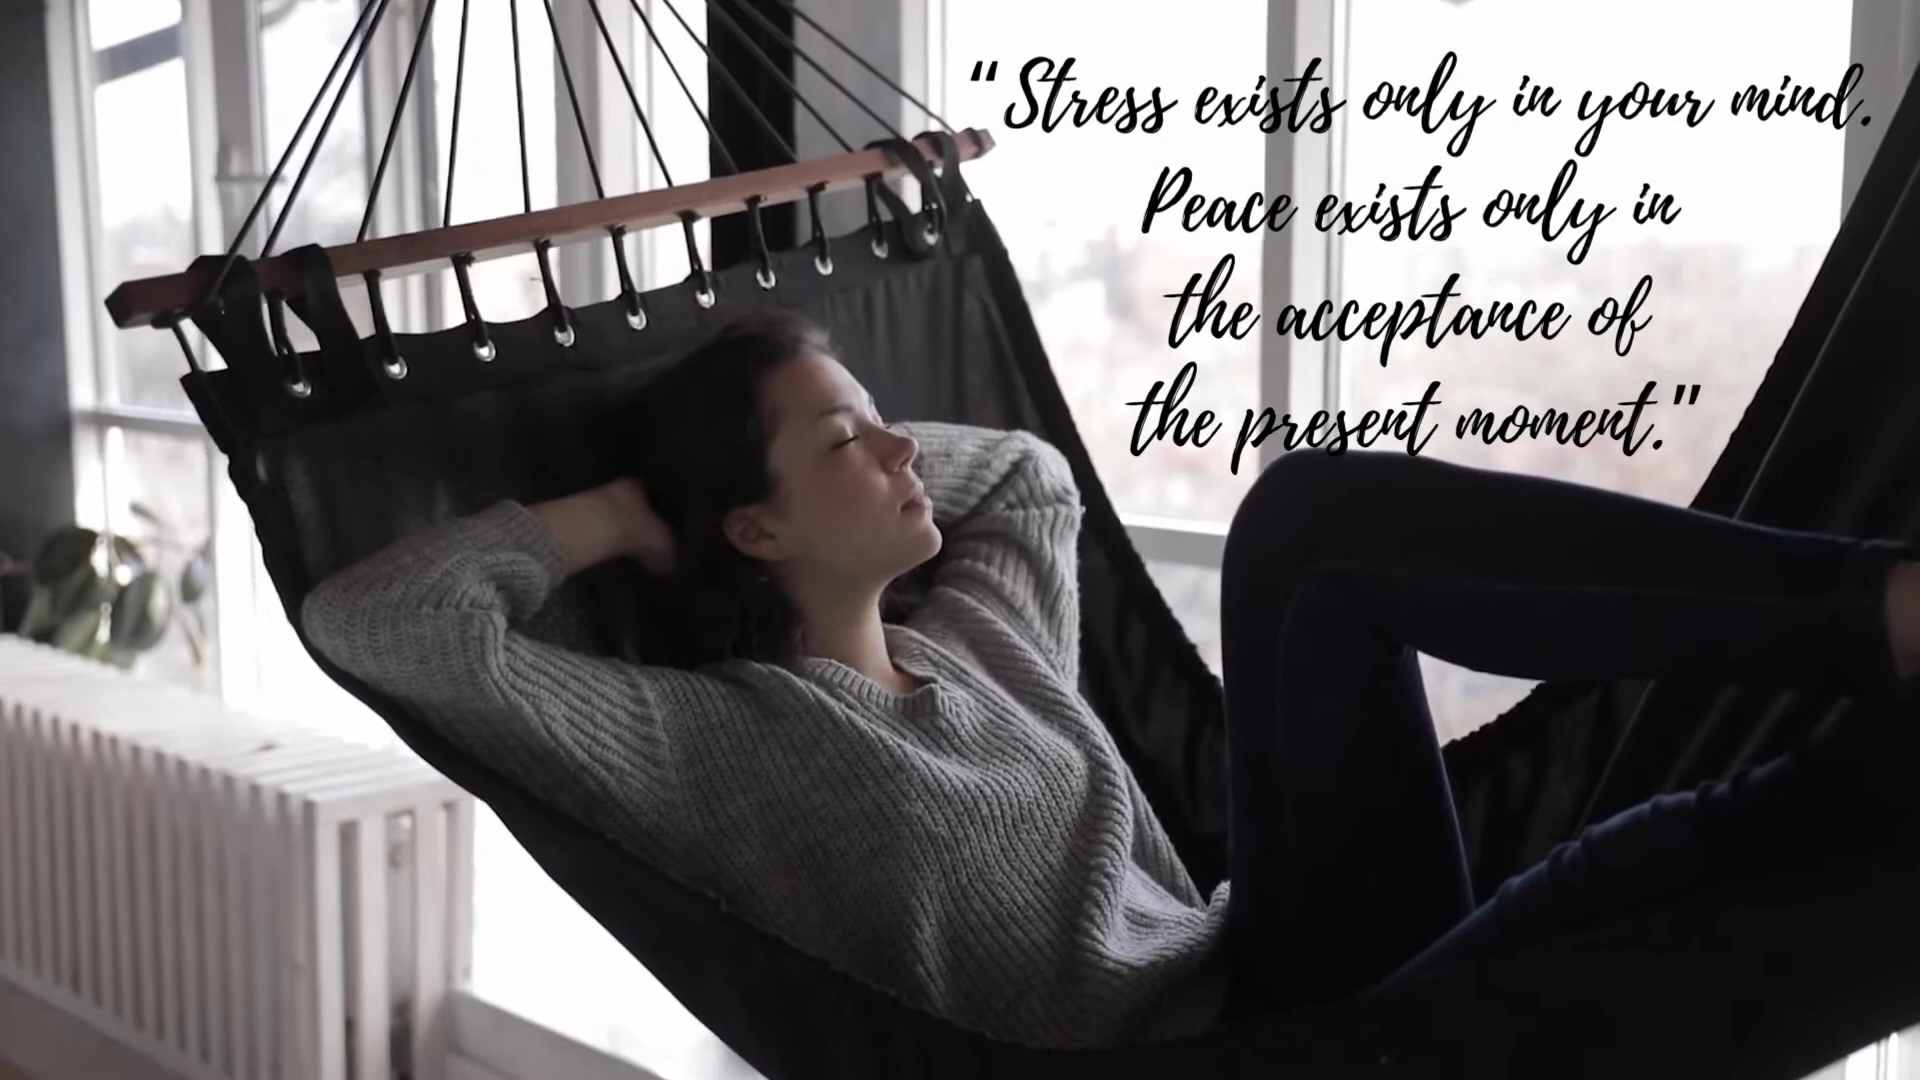 "Stress exists only in your mind.
Peace exists only in
the acceptance of
the present moment."